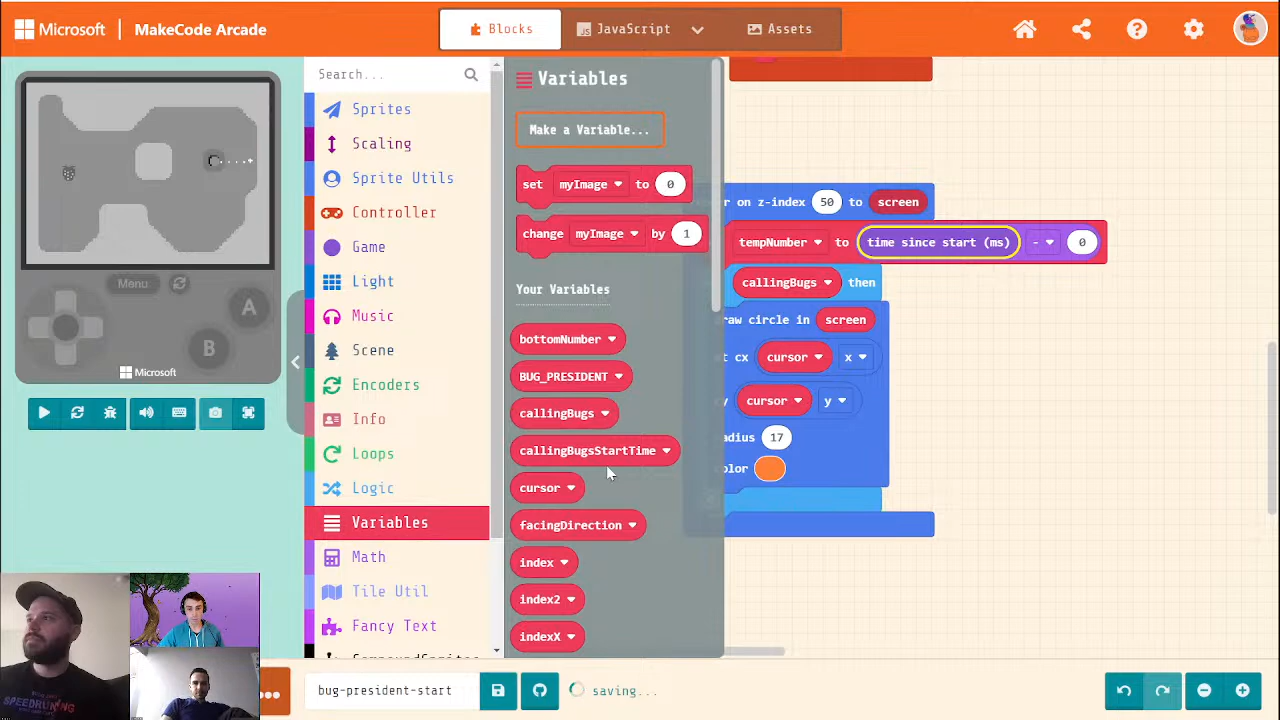 Microsoft | MakeCode Arcade
Blocks
JavaScript
Assets
Menu
A
B
Microsoft
Search...
Sprites
Scaling
Sprite Utils
Controller
Game
Light
Music
Scene
Encoders
Info
Loops
Logic
Variables
Math
Tile Util
Fancy Text
Variables
Make a Variable...
set myImage to 0
change myImage by 1
Your Variables
bottomNumber
BUG_PRESIDENT
callingBugs
callingBugsStartTime
cursor
facingDirection
index
index2
indexX
on z-index 50 to screen
tempNumber to time since start (ms) - 0
callingBugs then
circle in screen
cx cursor x
cursor y
17
SPEEDRUNNING
bug-president-start
saving...